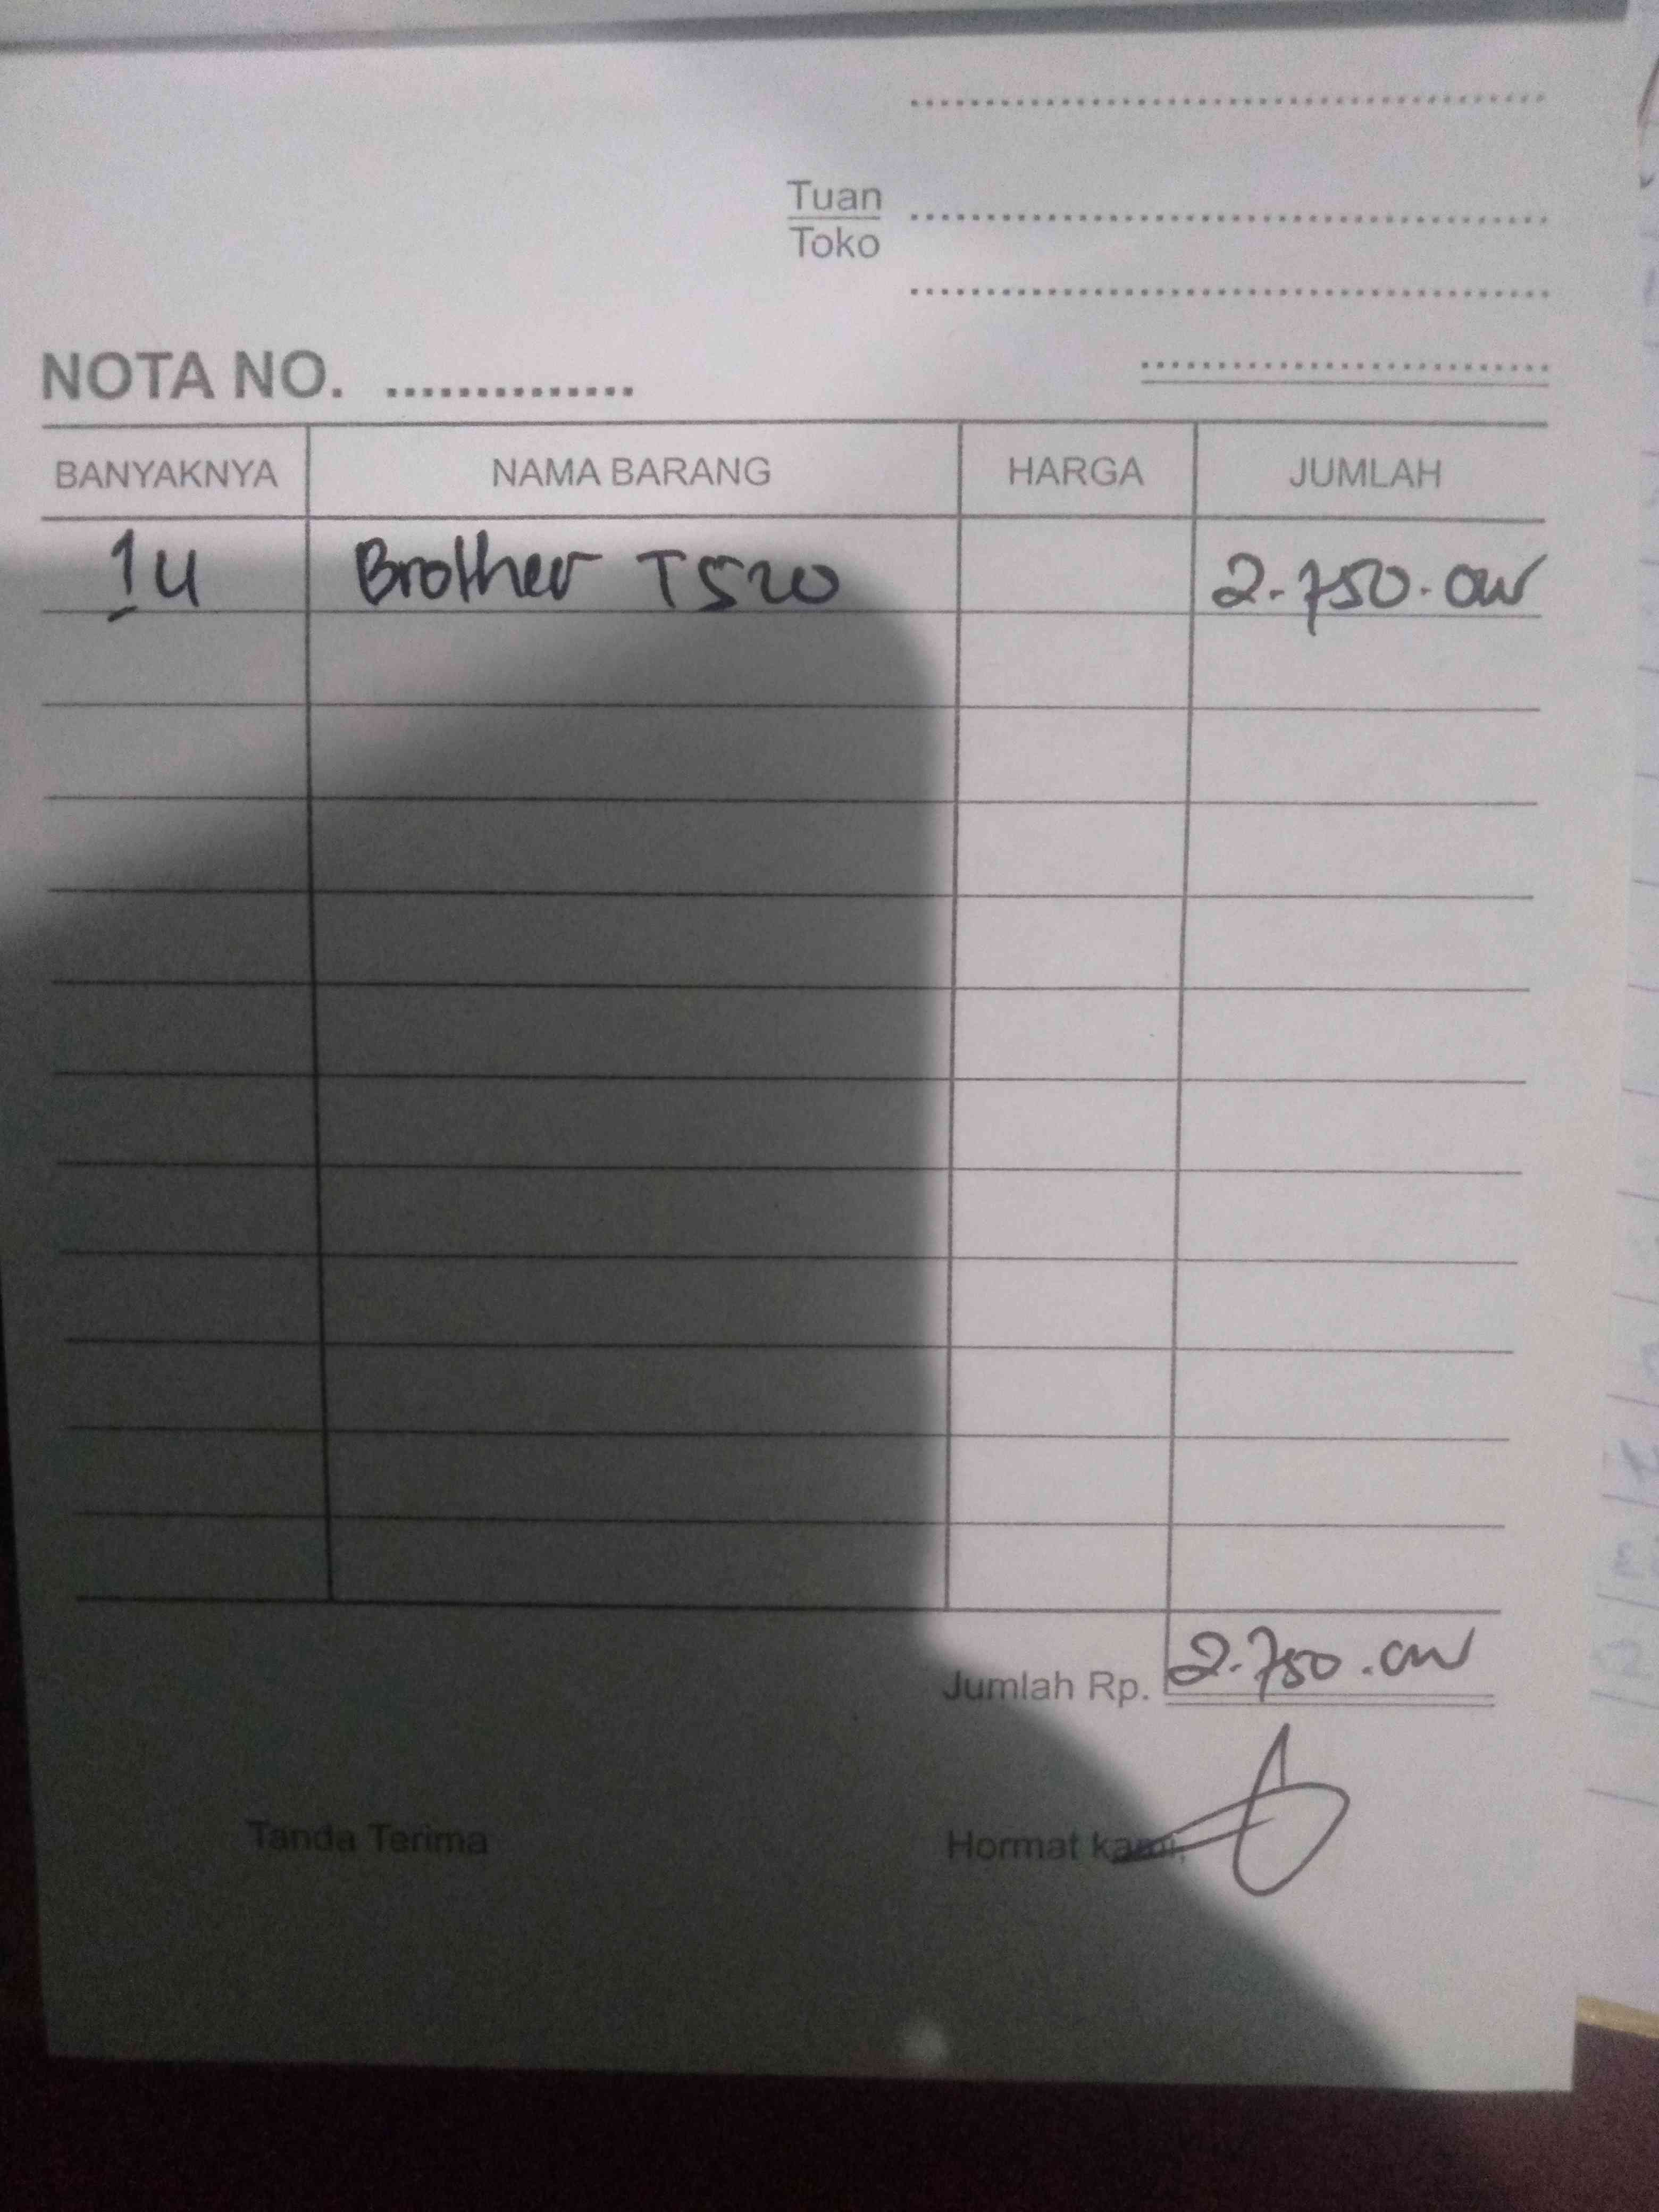 Tuan
Toko
NOTA NO. ..............
BANYAKNYA NAMA BARANG HARGA JUMLAH
1 U Brother T520 2.750.000
Jumlah Rp. 2.750.000
Tanda Terima Hormat kami,